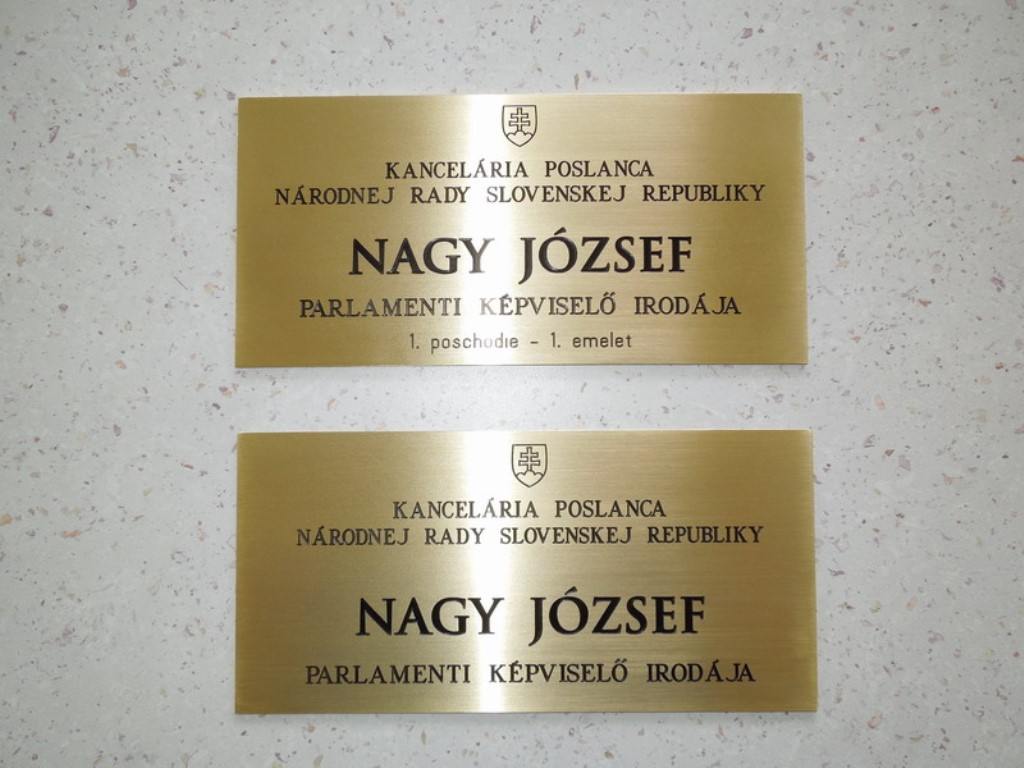 KANCELÁRIA POSLANCA
NÁRODNEJ RADY SLOVENSKEJ REPUBLIKY
NAGY JÓZSEF
PARLAMENTI KÉPVISELŐ IRODÁJA
1. poschodie - 1. emelet
KANCELÁRIA POSLANCA
NÁRODNEJ RADY SLOVENSKEJ REPUBLIKY
NAGY JÓZSEF
PARLAMENTI KÉPVISELŐ IRODÁJA